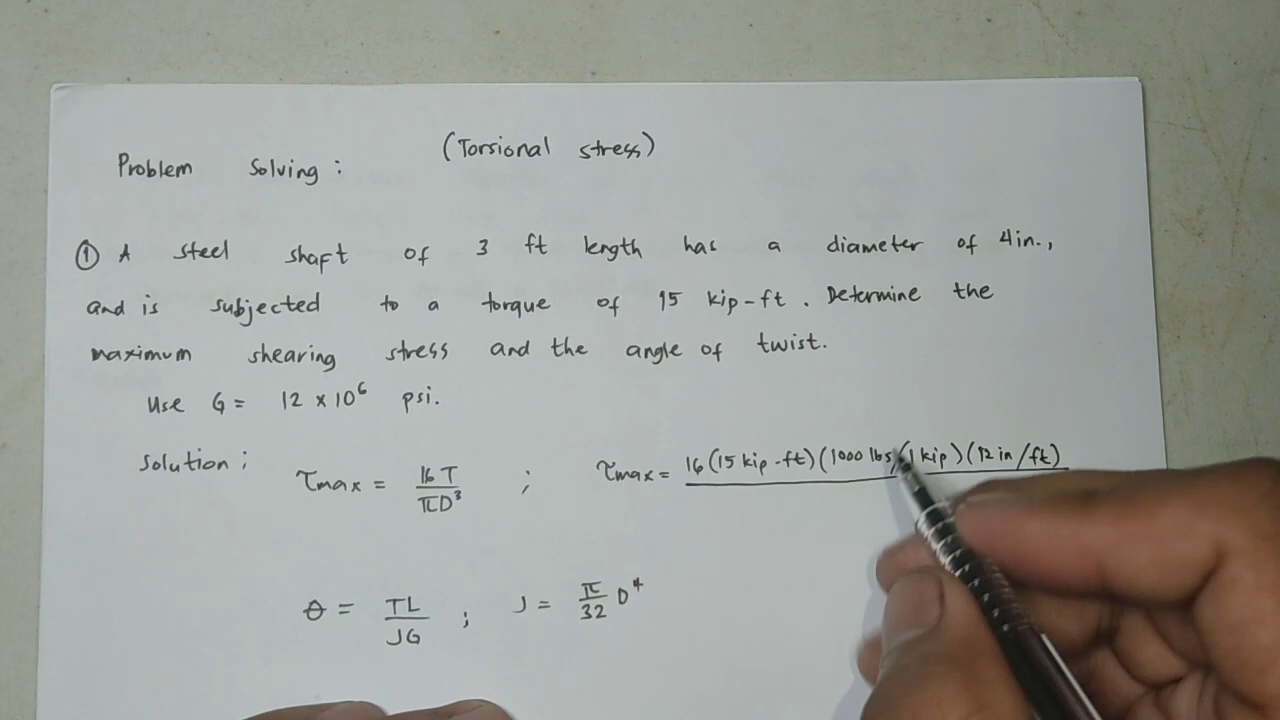 (Torsional stress)
Problem Solving :
① A steel shaft of 3 ft length has a diameter of 4in.,
and is subjected to a torque of 15 kip-ft. Determine the
maximum shearing stress and the angle of twist.
Use G = 12 x 10⁶ psi.
Solution ; τmax = 16T / πD³ ; τmax = 16 (15 kip-ft) (1000 lbs/1 kip) (12 in/ft)
θ = TL / JG ; J = π/32 D⁴